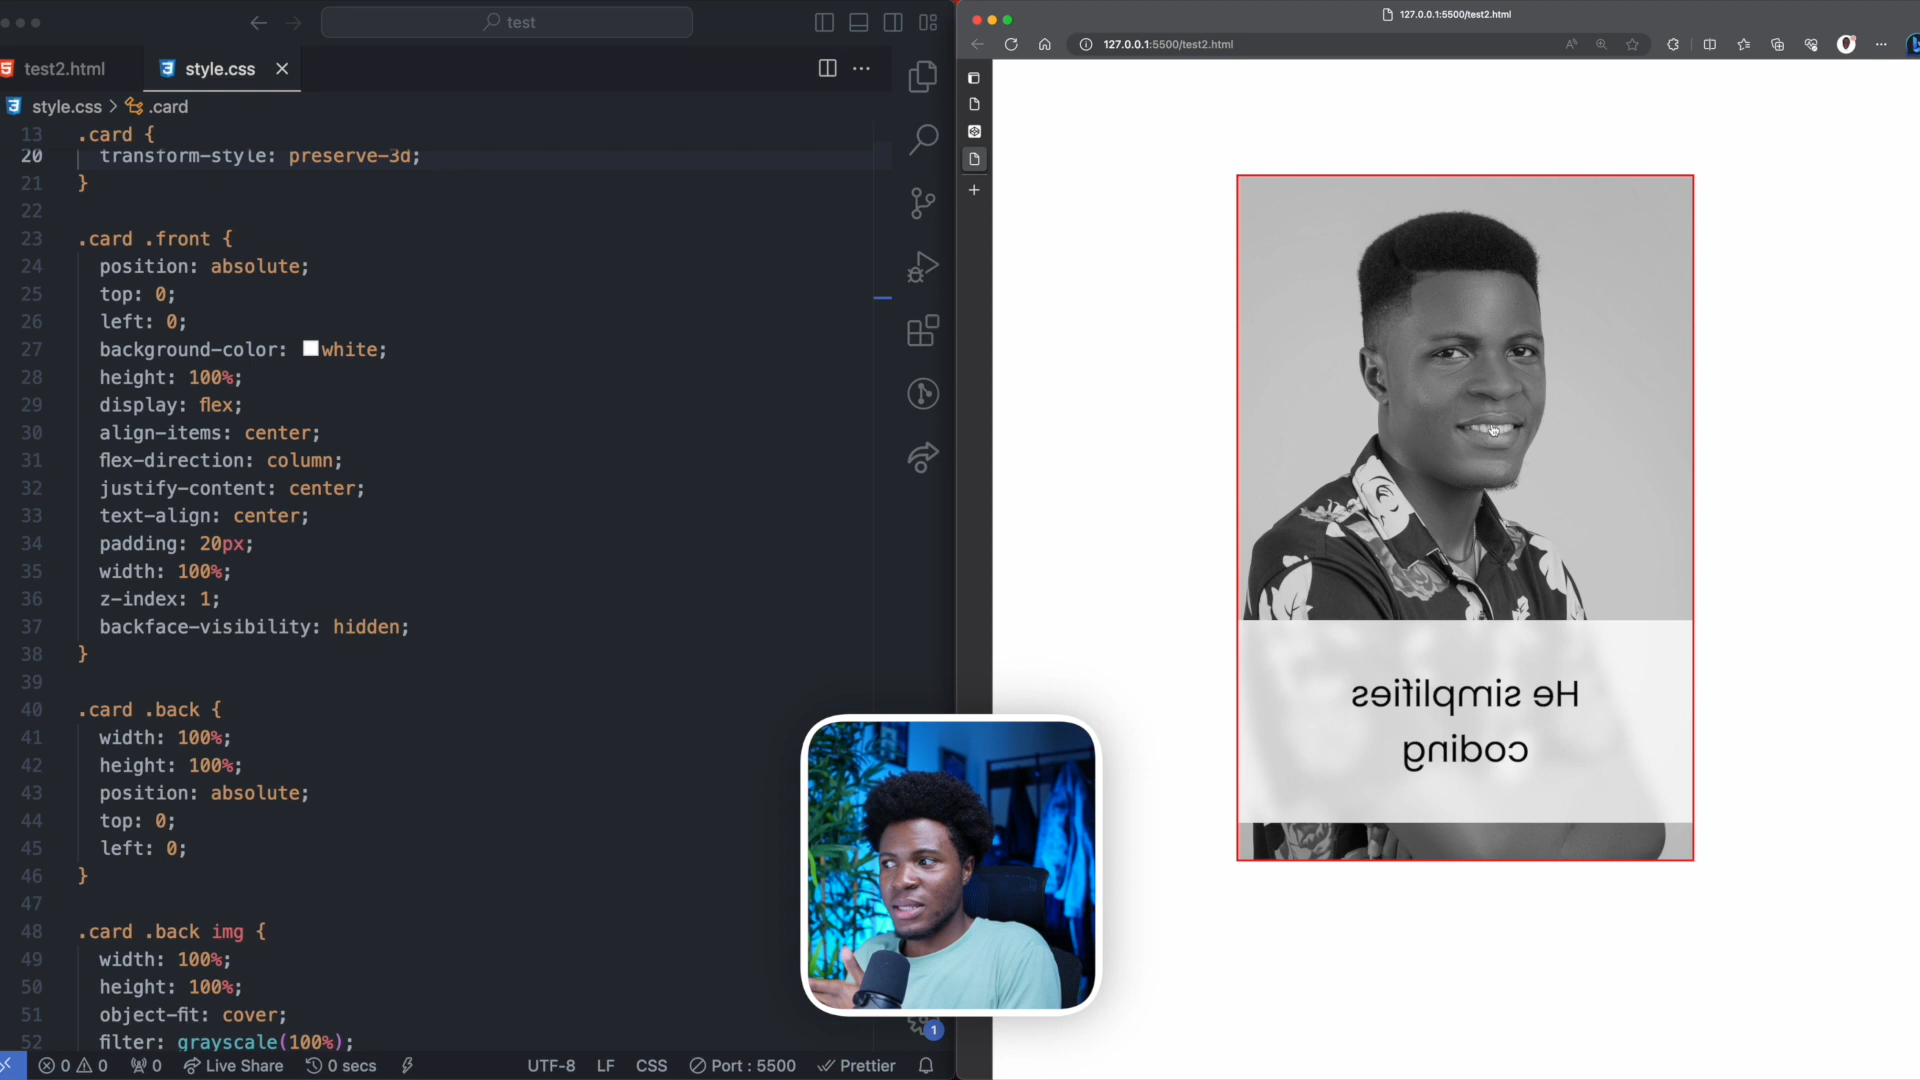 test
test2.html
style.css
style.css > .card
13 .card {
20 transform-style: preserve-3d;
21 }
22
23 .card .front {
24 position: absolute;
25 top: 0;
26 left: 0;
27 background-color: white;
28 height: 100%;
29 display: flex;
30 align-items: center;
31 flex-direction: column;
32 justify-content: center;
33 text-align: center;
34 padding: 20px;
35 width: 100%;
36 z-index: 1;
37 backface-visibility: hidden;
38 }
39
40 .card .back {
41 width: 100%;
42 height: 100%;
43 position: absolute;
44 top: 0;
45 left: 0;
46 }
47
48 .card .back img {
49 width: 100%;
50 height: 100%;
51 object-fit: cover;
52 filter: grayscale(100%);
1
0 0 0 Live Share 0 secs UTF-8 LF CSS Port : 5500 Prettier
127.0.0.1:5500/test2.html
127.0.0.1:5500/test2.html
He simplifies
coding